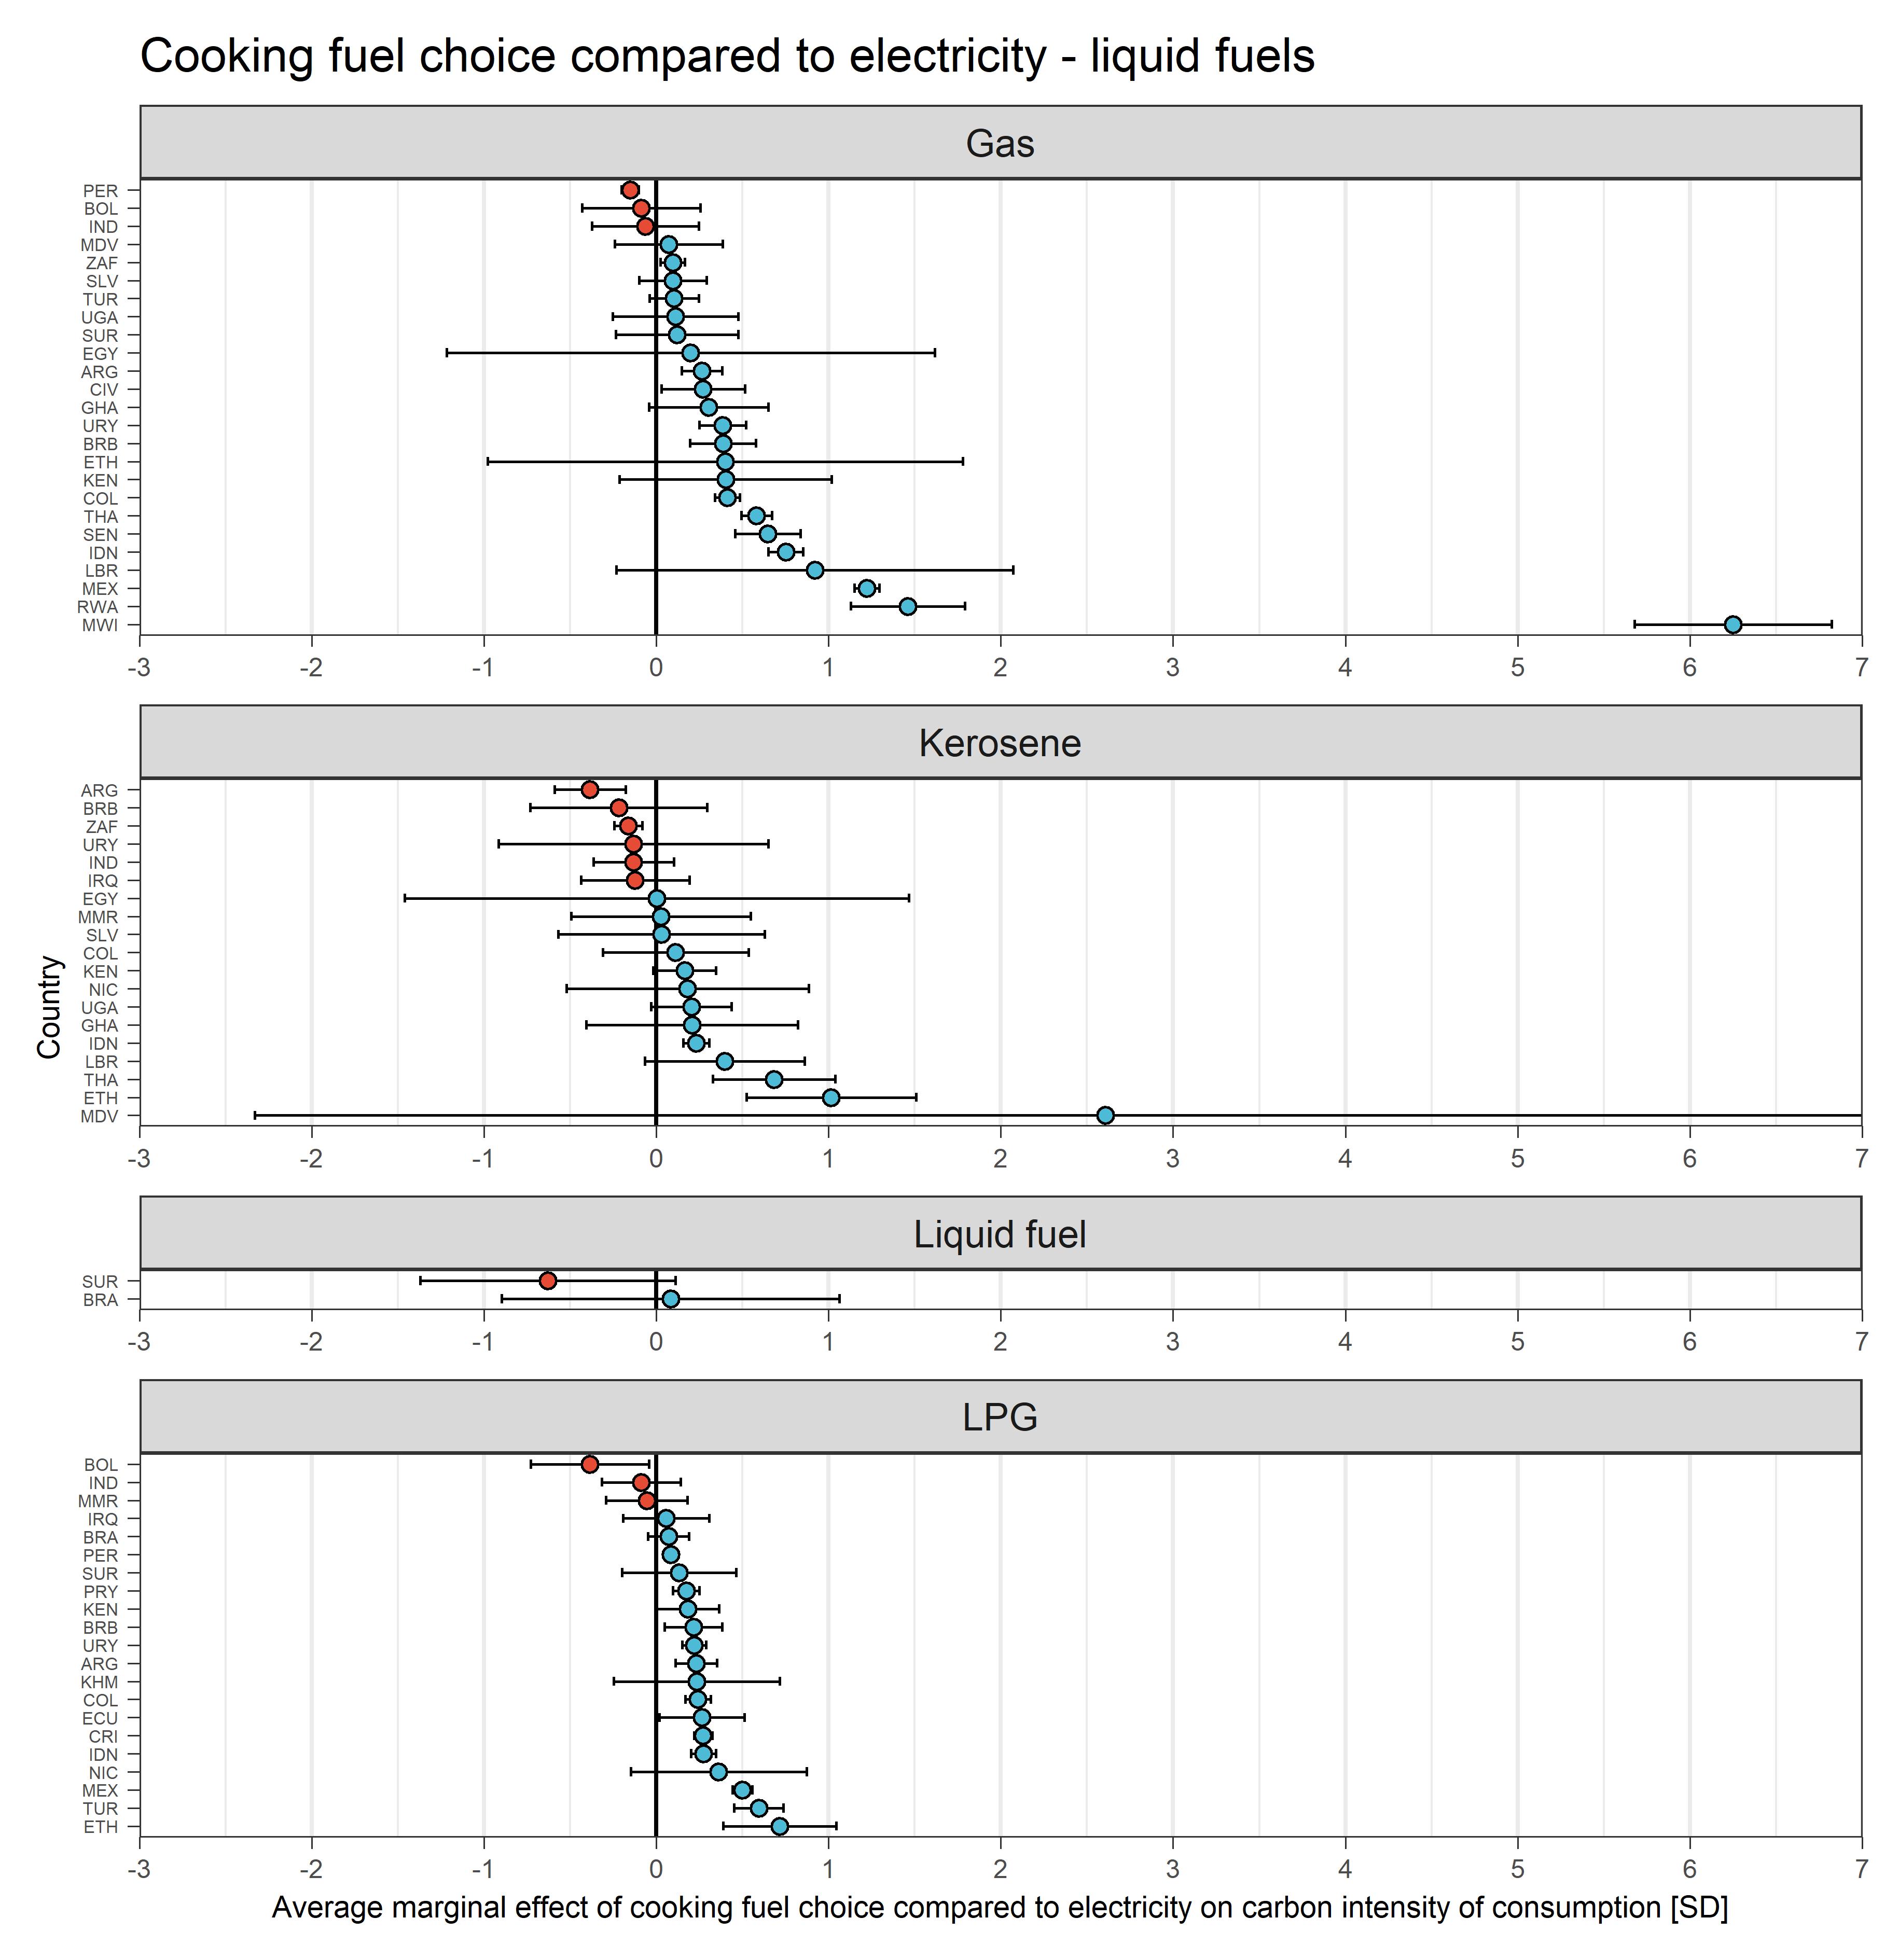 Cooking fuel choice compared to electricity - liquid fuels
Gas
PER
BOL
IND
MDV
ZAF
SLV
TUR
UGA
SUR
EGY
ARG
CIV
GHA
URY
BRB
ETH
KEN
COL
THA
SEN
IDN
LBR
MEX
RWA
MWI
-3 -2 -1 0 1 2 3 4 5 6 7
Kerosene
ARG
BRB
ZAF
URY
IND
IRQ
EGY
MMR
SLV
COL
KEN
NIC
UGA
GHA
IDN
LBR
THA
ETH
MDV
-3 -2 -1 0 1 2 3 4 5 6 7
Country
Liquid fuel
SUR
BRA
-3 -2 -1 0 1 2 3 4 5 6 7
LPG
BOL
IND
MMR
IRQ
BRA
PER
SUR
PRY
KEN
BRB
URY
ARG
KHM
COL
ECU
CRI
IDN
NIC
MEX
TUR
ETH
-3 -2 -1 0 1 2 3 4 5 6 7
Average marginal effect of cooking fuel choice compared to electricity on carbon intensity of consumption [SD]